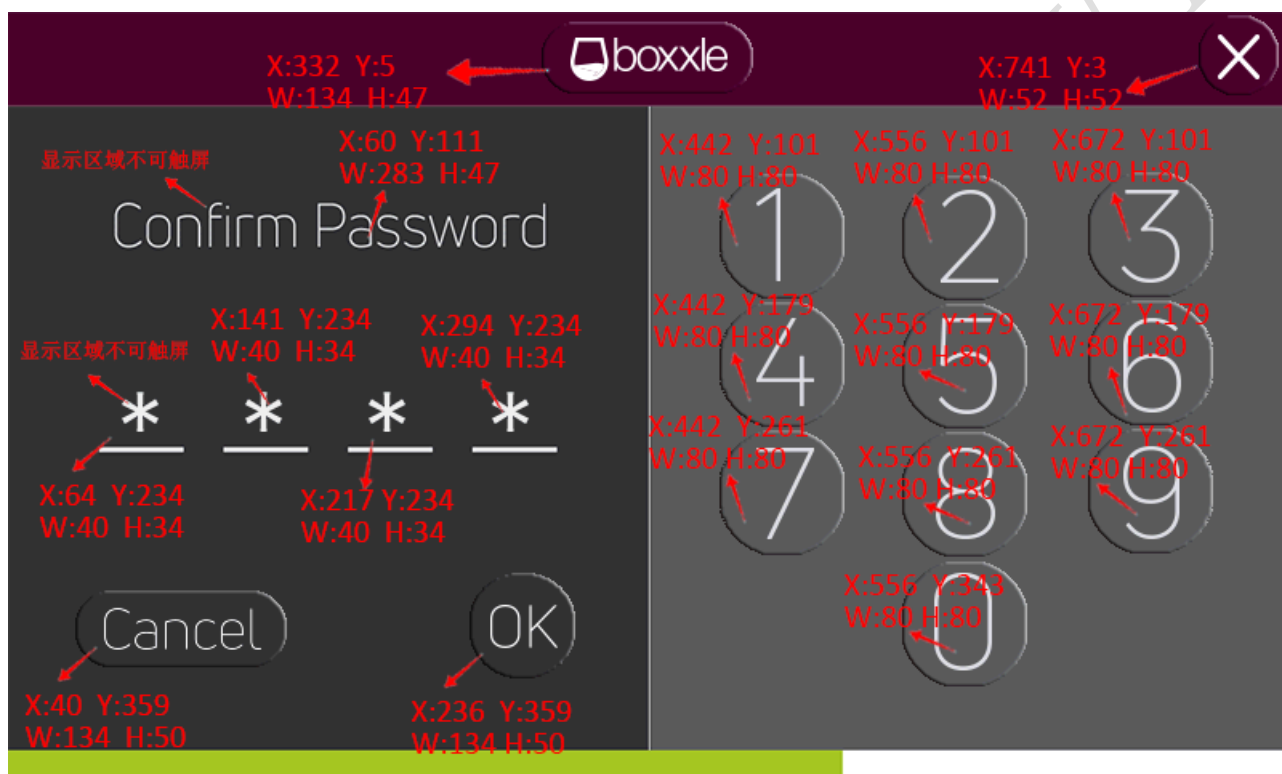 boxxle
X:332 Y:5
W:134 H:47
X:741 Y:3
W:52 H:52
X:60 Y:111
W:283 H:47
显示区域不可触屏
Confirm Password
X:442 Y:101
W:80 H:80
X:556 Y:101
W:80 H:80
X:672 Y:101
W:80 H:80
1
2
3
X:141 Y:234
W:40 H:34
X:294 Y:234
W:40 H:34
显示区域不可触屏
* * * *
X:64 Y:234
W:40 H:34
X:217 Y:234
W:40 H:34
X:442 Y:179
W:80 H:80
X:556 Y:179
W:80 H:80
X:672 Y:179
W:80 H:80
4
5
6
X:442 Y:261
W:80 H:80
X:556 Y:261
W:80 H:80
X:672 Y:261
W:80 H:80
7
8
9
Cancel
OK
X:40 Y:359
W:134 H:50
X:236 Y:359
W:134 H:50
X:556 Y:343
W:80 H:80
0